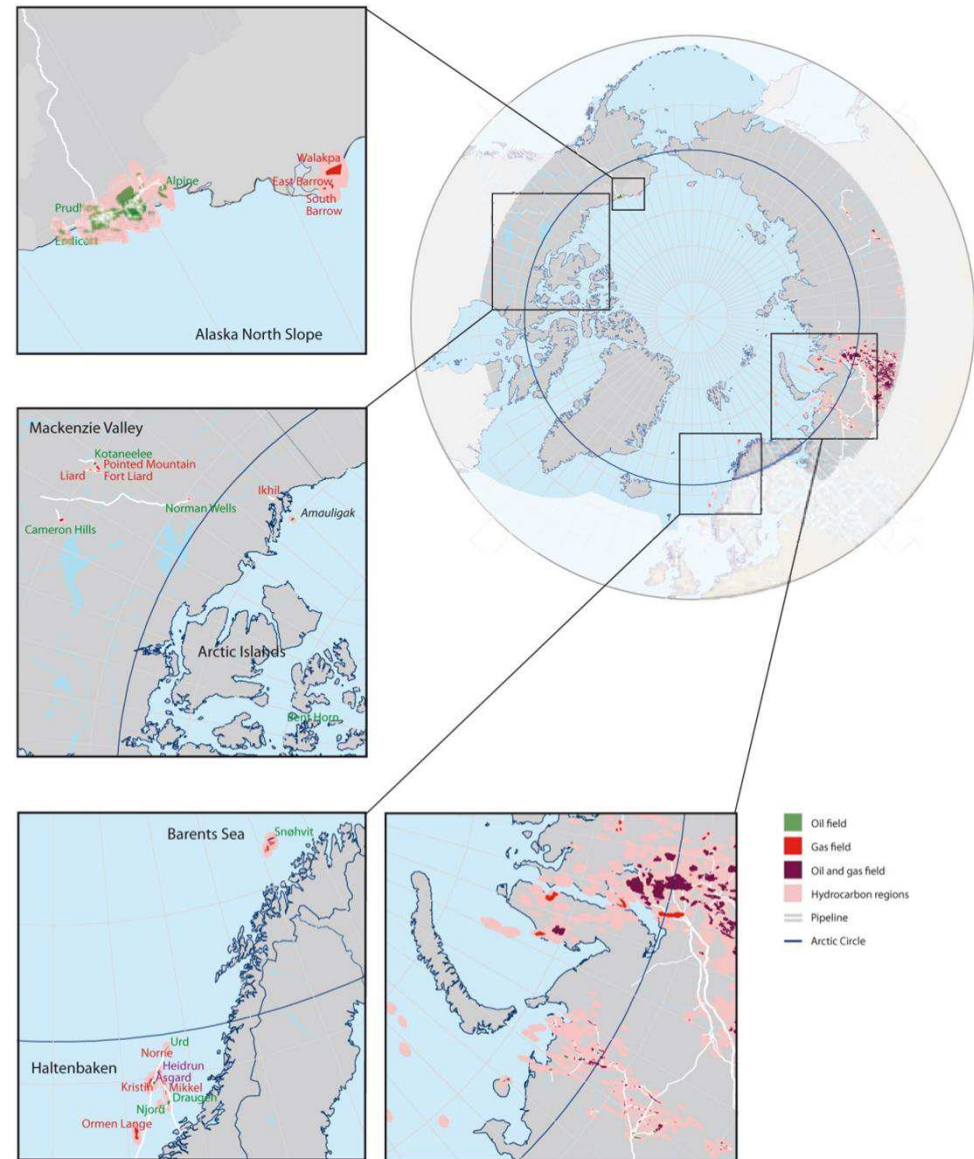 Walakpa
Alpine
East Barrow
South
Barrow
Endicott
Alaska North Slope
Mackenzie Valley
Kotaneelee
Pointed Mountain
Liard
Fort Liard
Ikhil
Norman Wells
Amauligak
Cameron Hills
Arctic Islands
Bent Horn
Barents Sea
Snøhvit
Urd
Norne
Haltenbaken
Heidrun
Åsgard
Kristin
Mikkel
Draugen
Njord
Ormen Lange
Oil field
Gas field
Oil and gas field
Hydrocarbon regions
Pipeline
Arctic Circle